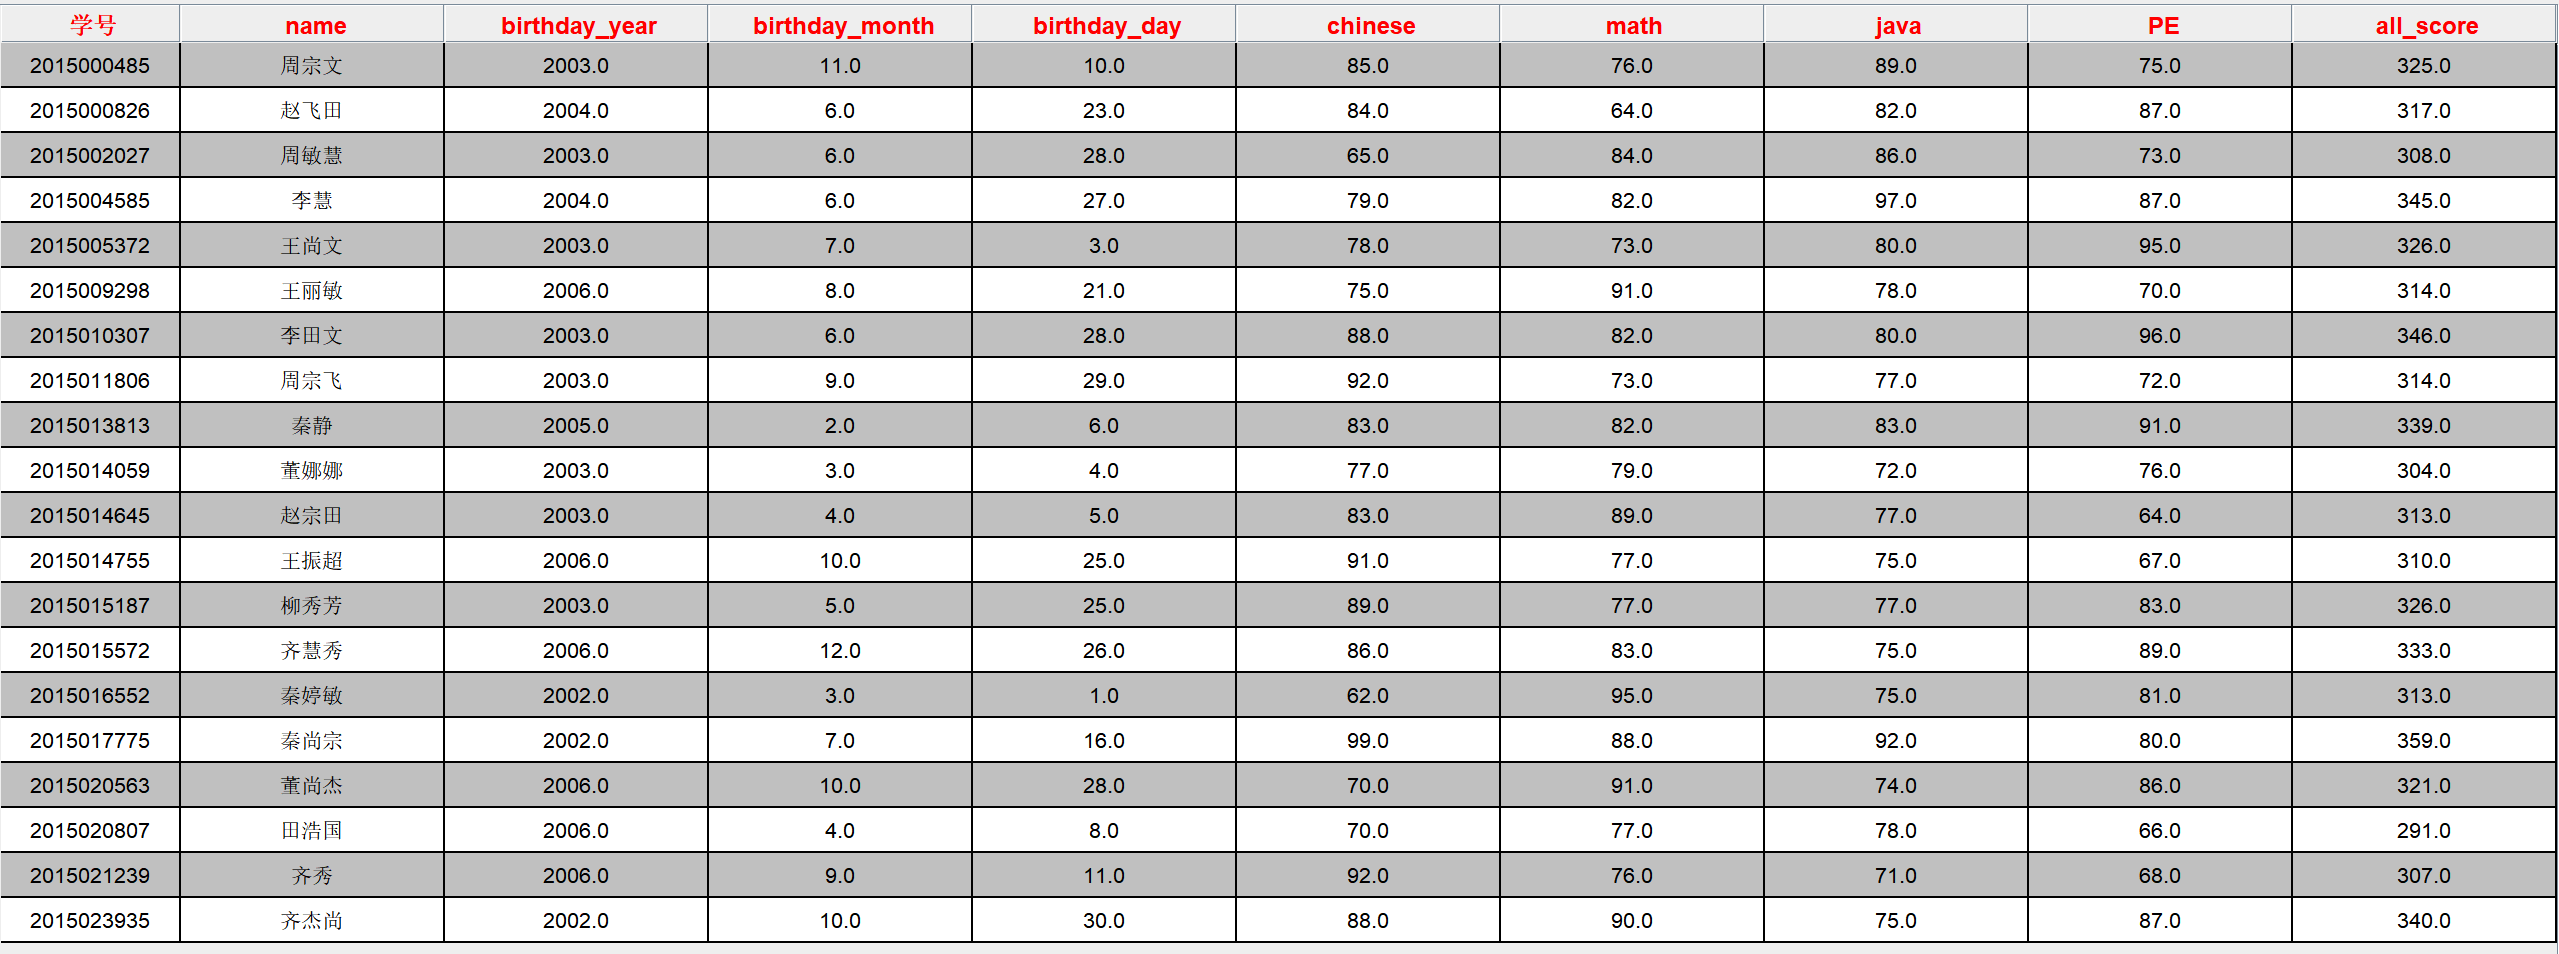 学号 name birthday_year birthday_month birthday_day chinese math java PE all_score
2015000485 周宗文 2003.0 11.0 10.0 85.0 76.0 89.0 75.0 325.0
2015000826 赵飞田 2004.0 6.0 23.0 84.0 64.0 82.0 87.0 317.0
2015002027 周敏慧 2003.0 6.0 28.0 65.0 84.0 86.0 73.0 308.0
2015004585 李慧 2004.0 6.0 27.0 79.0 82.0 97.0 87.0 345.0
2015005372 王尚文 2003.0 7.0 3.0 78.0 73.0 80.0 95.0 326.0
2015009298 王丽敏 2006.0 8.0 21.0 75.0 91.0 78.0 70.0 314.0
2015010307 李田文 2003.0 6.0 28.0 88.0 82.0 80.0 96.0 346.0
2015011806 周宗飞 2003.0 9.0 29.0 92.0 73.0 77.0 72.0 314.0
2015013813 秦静 2005.0 2.0 6.0 83.0 82.0 83.0 91.0 339.0
2015014059 董娜娜 2003.0 3.0 4.0 77.0 79.0 72.0 76.0 304.0
2015014645 赵宗田 2003.0 4.0 5.0 83.0 89.0 77.0 64.0 313.0
2015014755 王振超 2006.0 10.0 25.0 91.0 77.0 75.0 67.0 310.0
2015015187 柳秀芳 2003.0 5.0 25.0 89.0 77.0 77.0 83.0 326.0
2015015572 齐慧秀 2006.0 12.0 26.0 86.0 83.0 75.0 89.0 333.0
2015016552 秦婷敏 2002.0 3.0 1.0 62.0 95.0 75.0 81.0 313.0
2015017775 秦尚宗 2002.0 7.0 16.0 99.0 88.0 92.0 80.0 359.0
2015020563 董尚杰 2006.0 10.0 28.0 70.0 91.0 74.0 86.0 321.0
2015020807 田浩国 2006.0 4.0 8.0 70.0 77.0 78.0 66.0 291.0
2015021239 齐秀 2006.0 9.0 11.0 92.0 76.0 71.0 68.0 307.0
2015023935 齐杰尚 2002.0 10.0 30.0 88.0 90.0 75.0 87.0 340.0